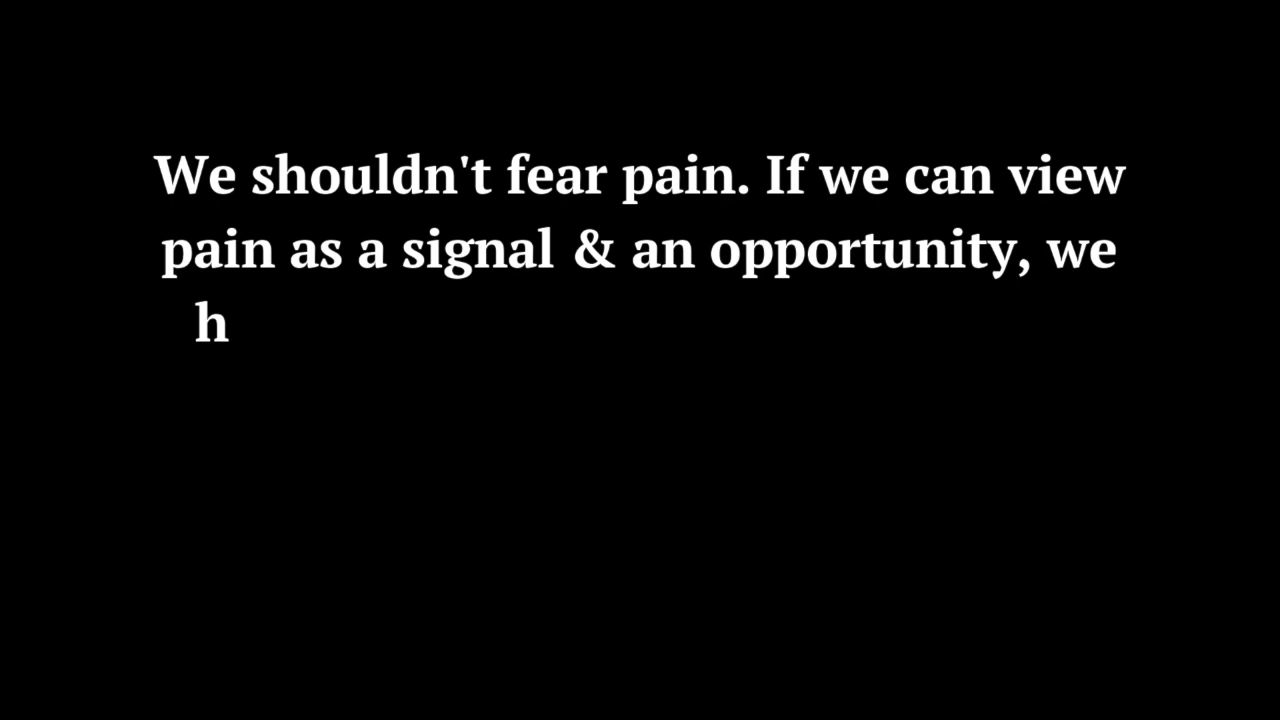 We shouldn't fear pain. If we can view
pain as a signal & an opportunity, we
h